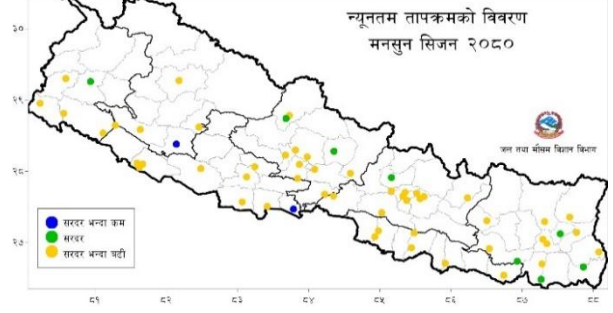 न्यूनतम तापक्रमको विवरण
मनसुन सिजन २०८०
३०
२९
जल तथा मौसम विज्ञान विभाग
२८
सरदर भन्दा कम
सरदर
सरदर भन्दा बढी
२७
८१ ८२ ८३ ८४ ८५ ८६ ८७ ८८